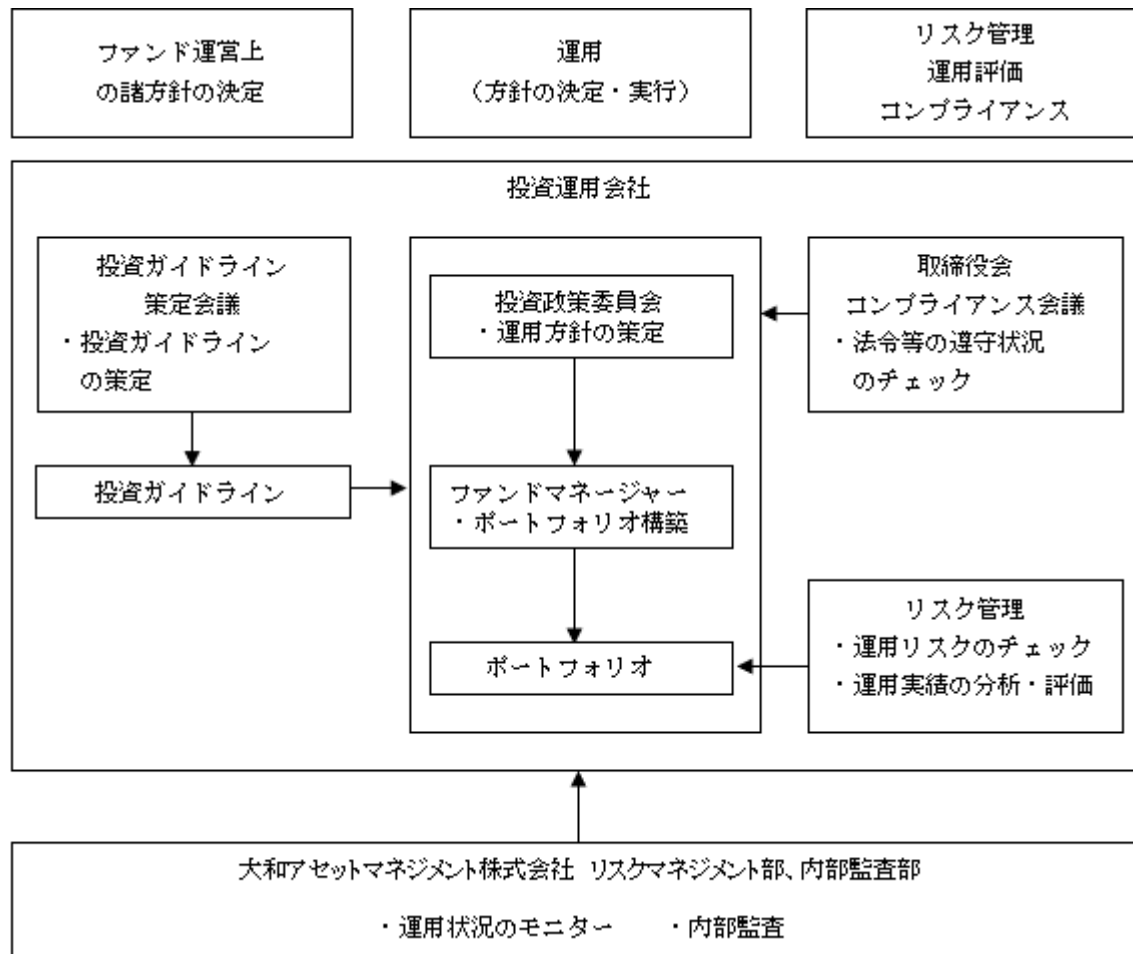 ファンド運営上
の諸方針の決定
運用
（方針の決定・実行）
リスク管理
運用評価
コンプライアンス
投資運用会社
投資ガイドライン
策定会議
・投資ガイドライン
の策定
投資ガイドライン
投資政策委員会
・運用方針の策定
ファンドマネージャー
・ポートフォリオ構築
ポートフォリオ
取締役会
コンプライアンス会議
・法令等の遵守状況
のチェック
リスク管理
・運用リスクのチェック
・運用実績の分析・評価
大和アセットマネジメント株式会社 リスクマネジメント部、内部監査部
・運用状況のモニター ・内部監査